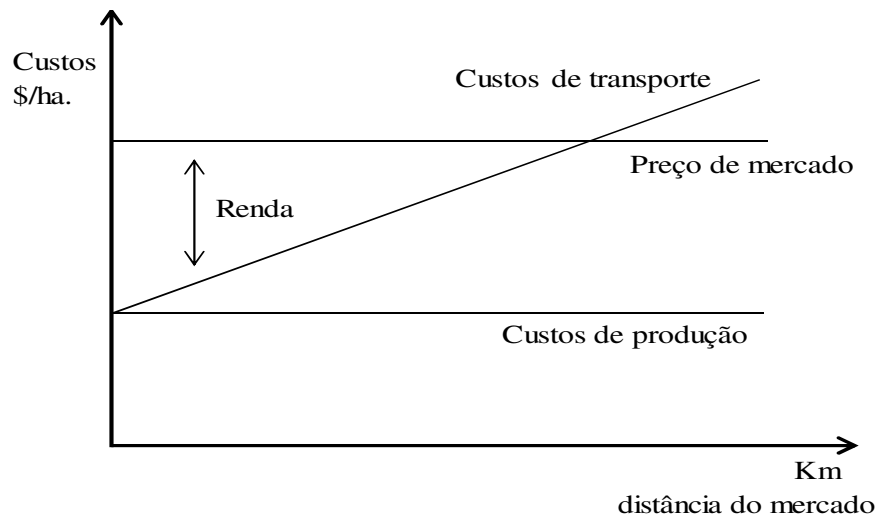 Custos
$/ha.
Custos de transporte
Preço de mercado
Renda
Custos de produção
Km
distância do mercado